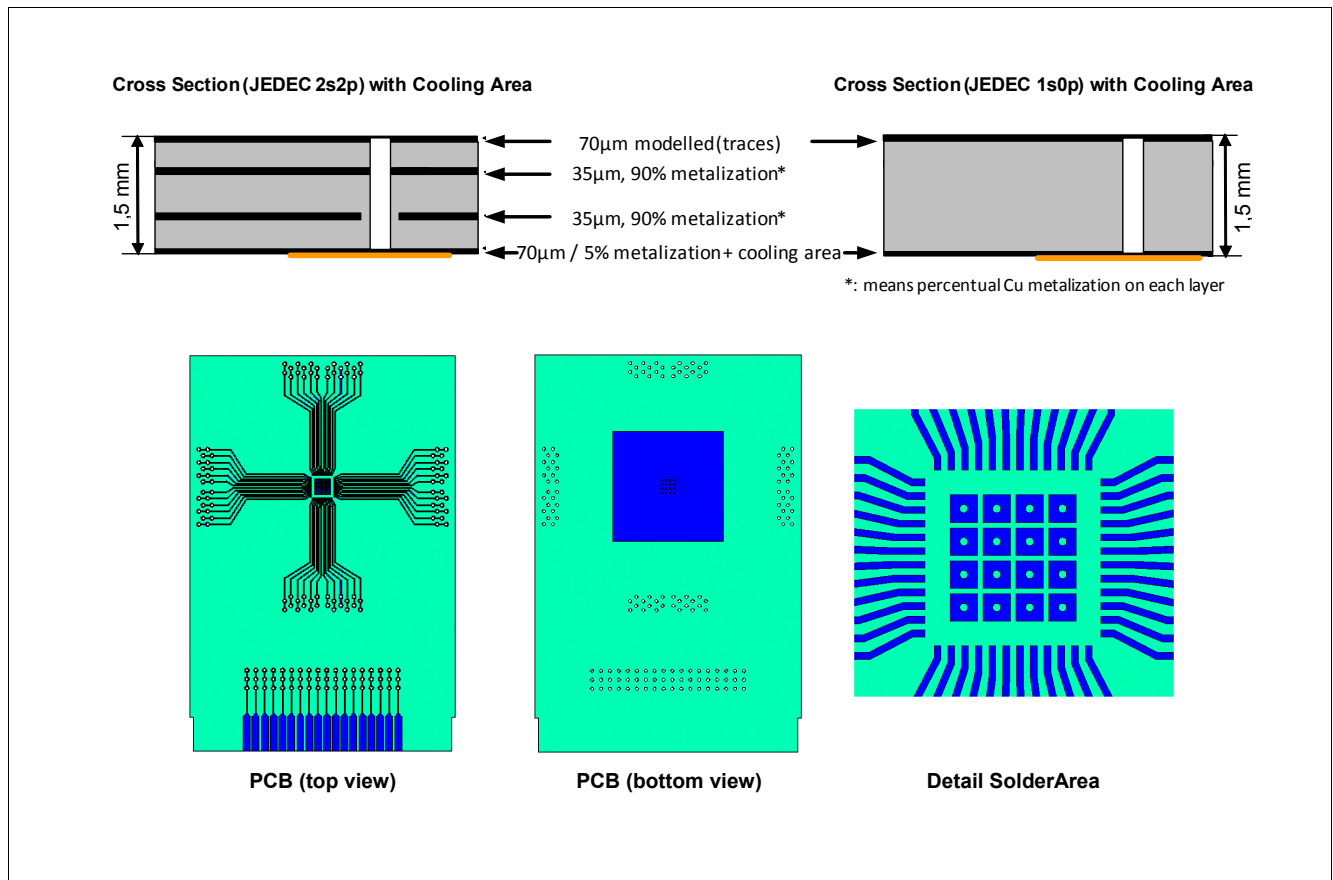 Cross Section (JEDEC 2s2p) with Cooling Area
Cross Section (JEDEC 1s0p) with Cooling Area
1,5 mm
70µm modelled (traces)
35µm, 90% metalization*
35µm, 90% metalization*
70µm / 5% metalization + cooling area
1,5 mm
*: means percentual Cu metalization on each layer
PCB (top view)
PCB (bottom view)
Detail SolderArea